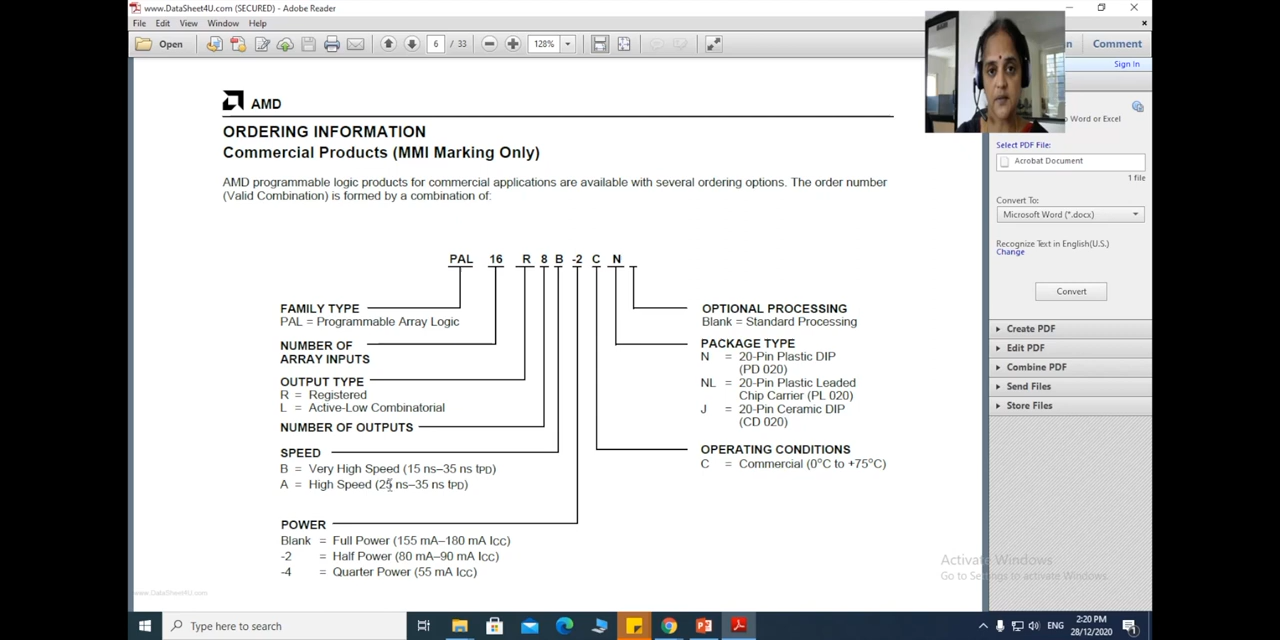 www.DataSheet4U.com (SECURED) - Adobe Reader
File Edit View Window Help
Open 6 / 33 128% Comment
Sign In
AMD
ORDERING INFORMATION
Commercial Products (MMI Marking Only)
AMD programmable logic products for commercial applications are available with several ordering options. The order number
(Valid Combination) is formed by a combination of:
PAL 16 R 8 B -2 C N
FAMILY TYPE
PAL = Programmable Array Logic
NUMBER OF
ARRAY INPUTS
OUTPUT TYPE
R = Registered
L = Active-Low Combinatorial
NUMBER OF OUTPUTS
SPEED
B = Very High Speed (15 ns–35 ns tPD)
A = High Speed (25 ns–35 ns tPD)
POWER
Blank = Full Power (155 mA–180 mA ICC)
-2 = Half Power (80 mA–90 mA ICC)
-4 = Quarter Power (55 mA ICC)
OPTIONAL PROCESSING
Blank = Standard Processing
PACKAGE TYPE
N = 20-Pin Plastic DIP
(PD 020)
NL = 20-Pin Plastic Leaded
Chip Carrier (PL 020)
J = 20-Pin Ceramic DIP
(CD 020)
OPERATING CONDITIONS
C = Commercial (0°C to +75°C)
www.DataSheet4U.com
to Word or Excel
Select PDF File:
Acrobat Document
1 file
Convert To:
Microsoft Word (*.docx)
Recognize Text in English(U.S.)
Change
Convert
Create PDF
Edit PDF
Combine PDF
Send Files
Store Files
Activate Windows
Go to Settings to activate Windows.
Type here to search
ENG
2:20 PM
28/12/2020